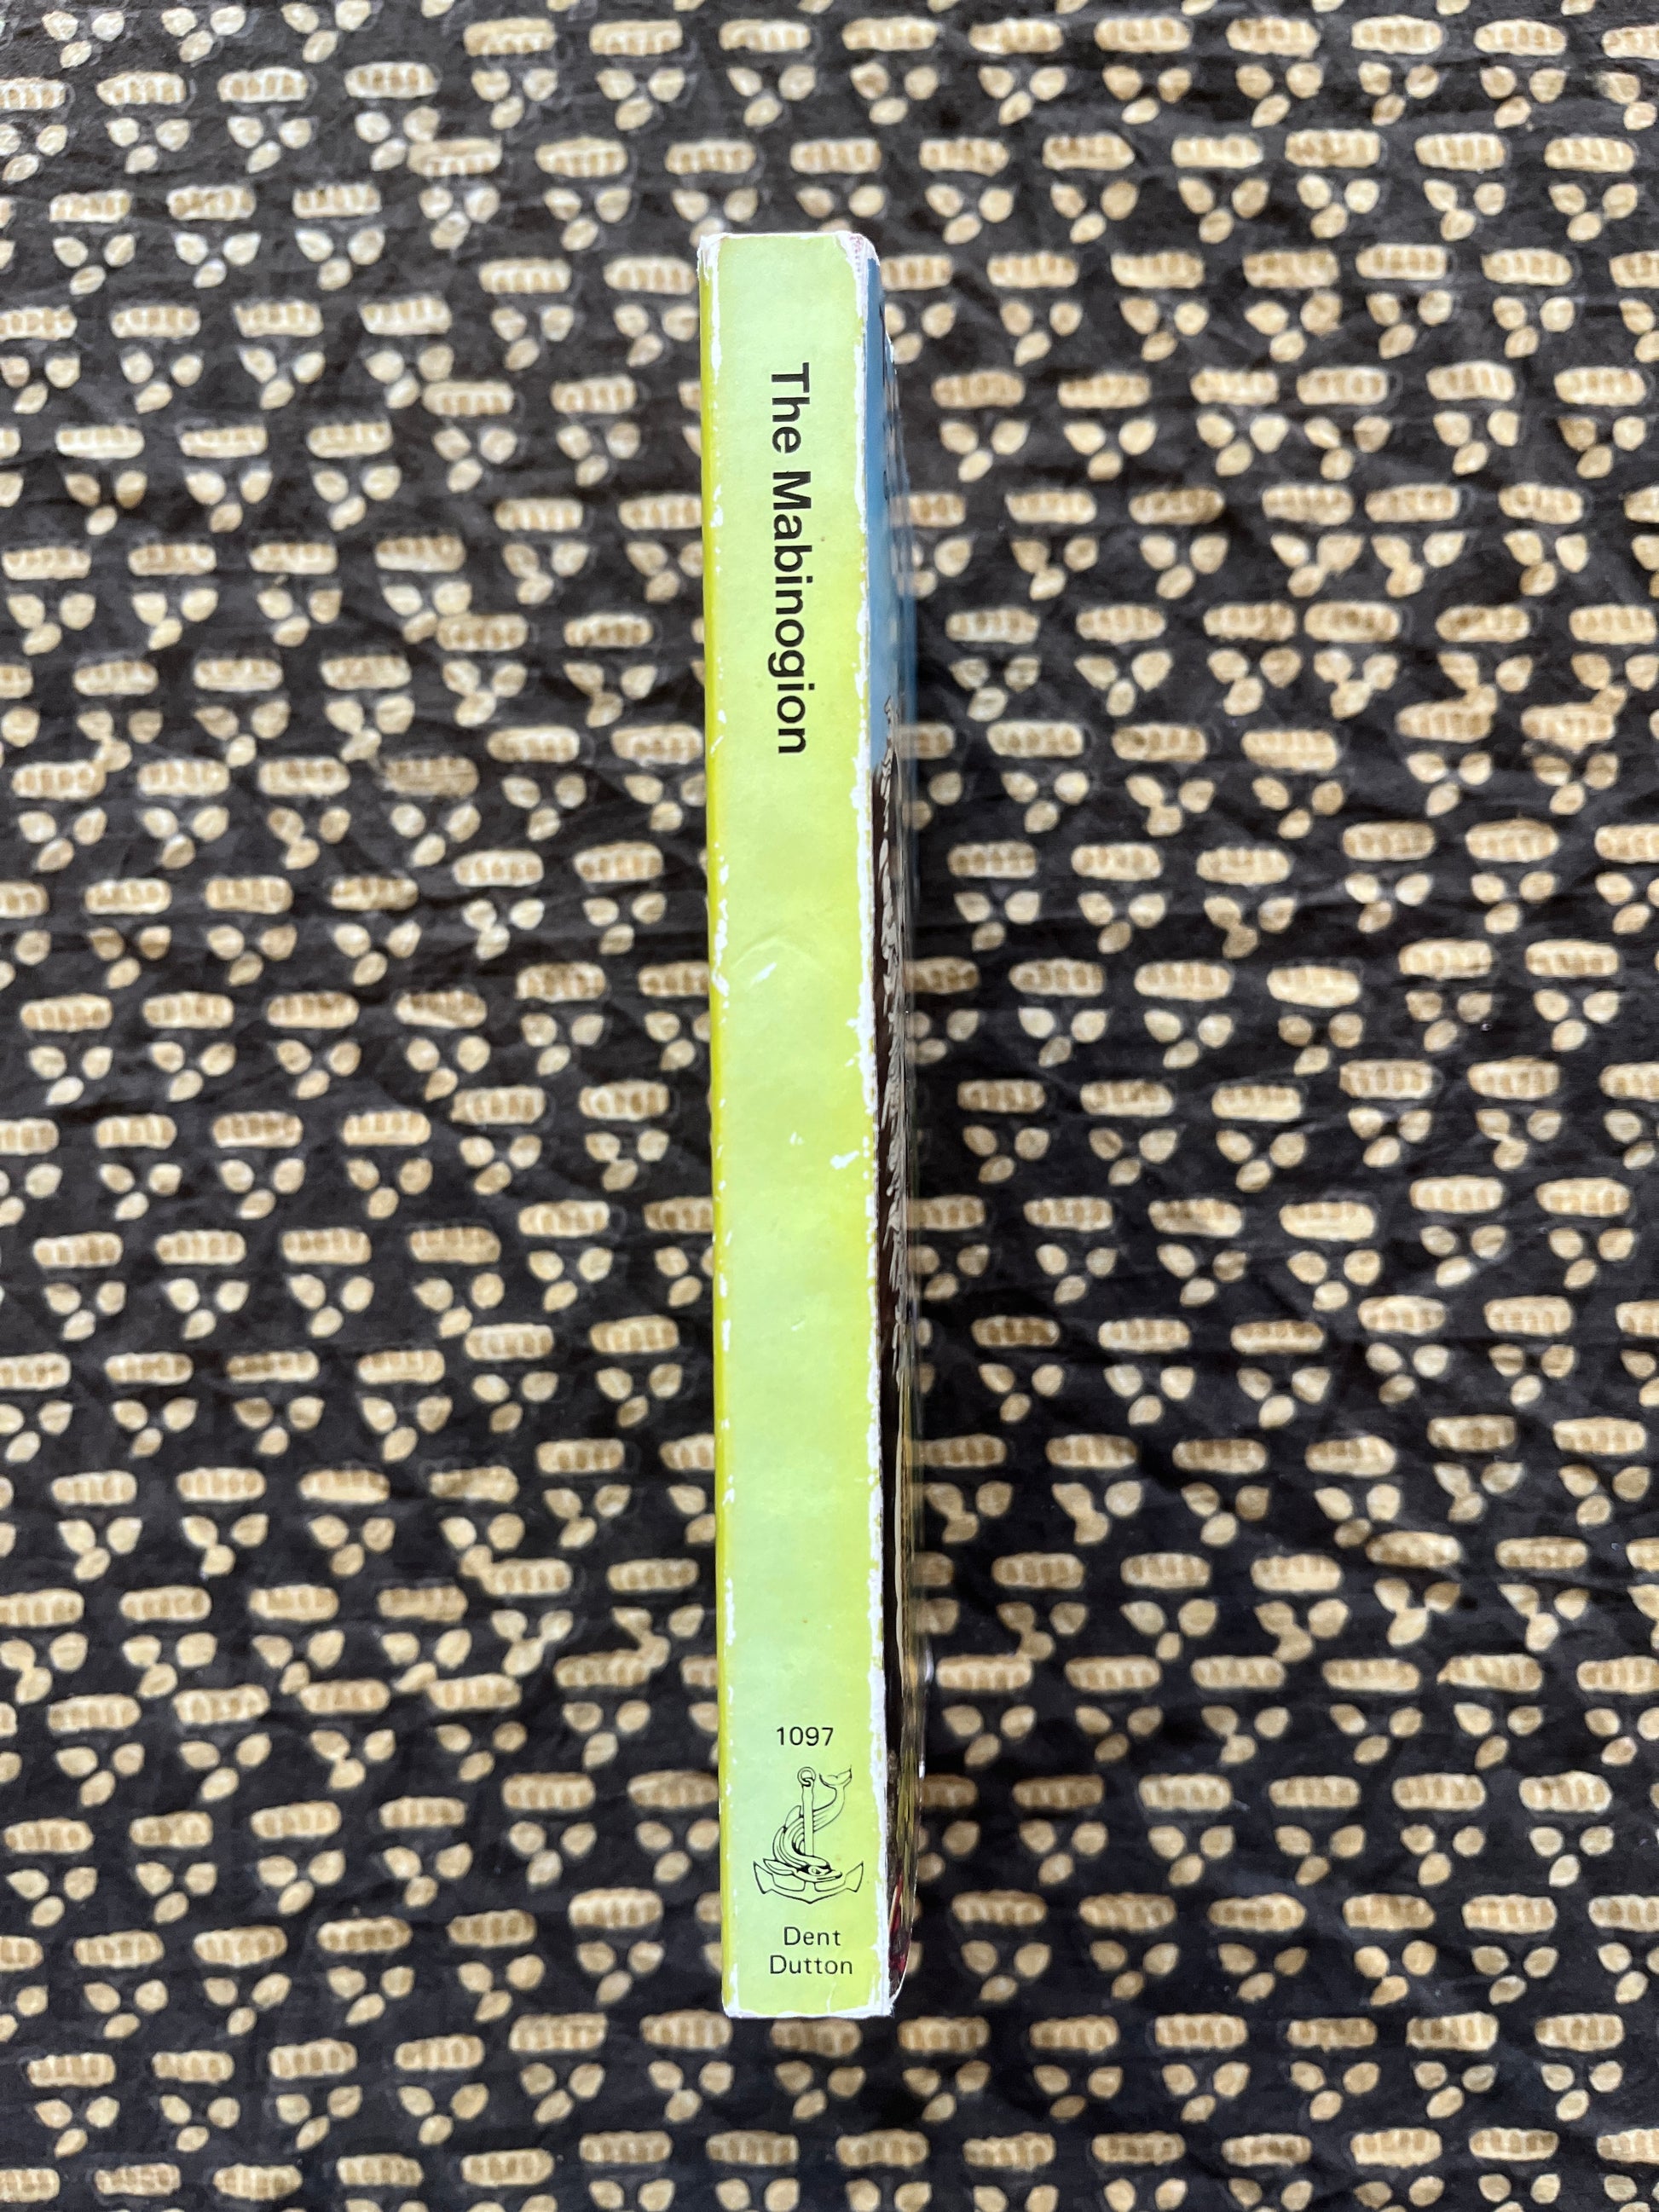 The Mabinogion
1097
Dent
Dutton